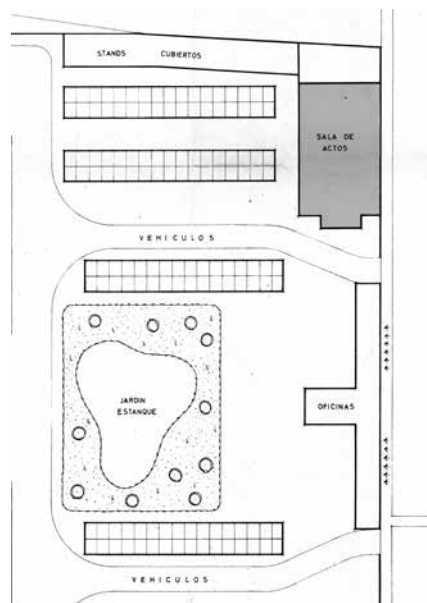 STANDS CUBIERTOS
SALA DE
ACTOS
VEHICULOS
JARDIN
ESTANQUE
OFICINAS
VEHICULOS